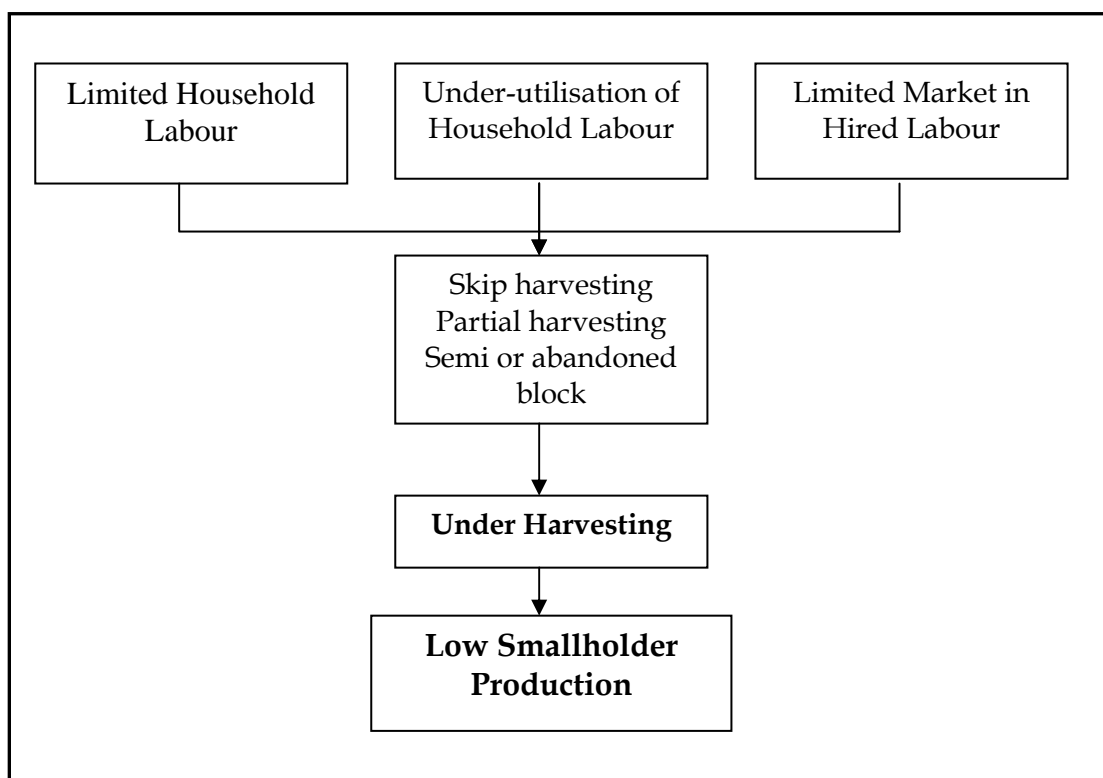 Limited Household
Labour
Under-utilisation of
Household Labour
Limited Market in
Hired Labour
Skip harvesting
Partial harvesting
Semi or abandoned
block
Under Harvesting
Low Smallholder
Production